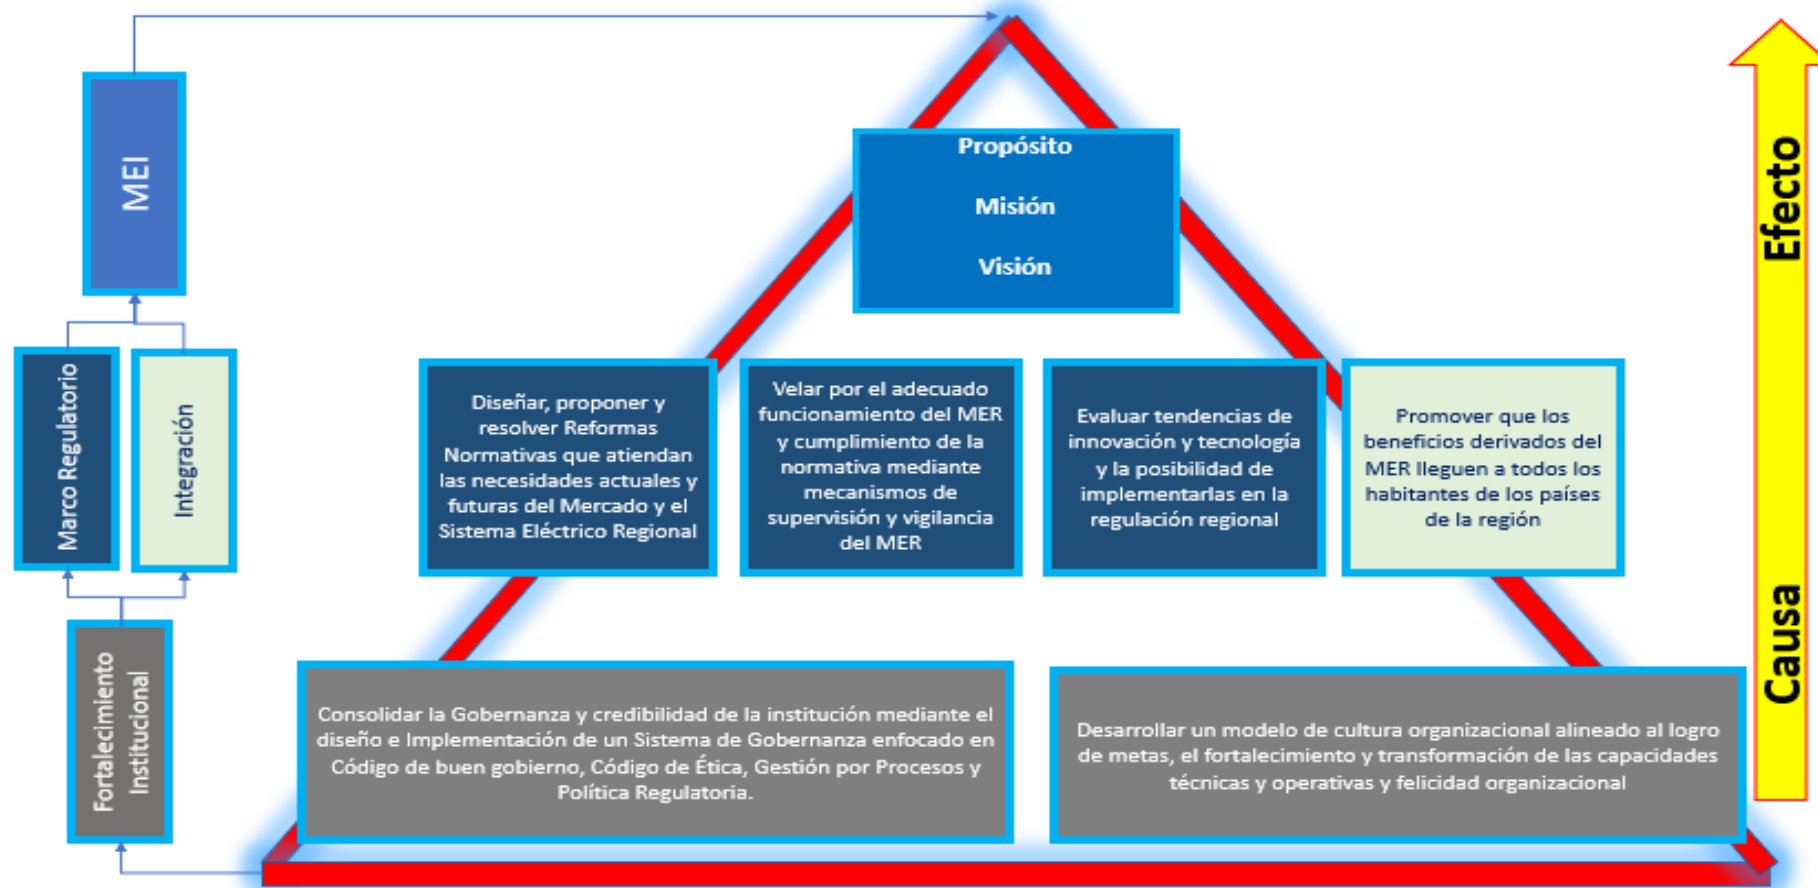 MEI
Marco Regulatorio
Integración
Fortalecimiento
Institucional
Propósito
Misión
Visión
Diseñar, proponer y
resolver Reformas
Normativas que atiendan
las necesidades actuales y
futuras del Mercado y el
Sistema Eléctrico Regional
Velar por el adecuado
funcionamiento del MER
y cumplimiento de la
normativa mediante
mecanismos de
supervisión y vigilancia
del MER
Evaluar tendencias de
innovación y tecnología
y la posibilidad de
implementarlas en la
regulación regional
Promover que los
beneficios derivados del
MER lleguen a todos los
habitantes de los países
de la región
Consolidar la Gobernanza y credibilidad de la institución mediante el
diseño e Implementación de un Sistema de Gobernanza enfocado en
Código de buen gobierno, Código de Ética, Gestión por Procesos y
Política Regulatoria.
Desarrollar un modelo de cultura organizacional alineado al logro
de metas, el fortalecimiento y transformación de las capacidades
técnicas y operativas y felicidad organizacional
Efecto
Causa